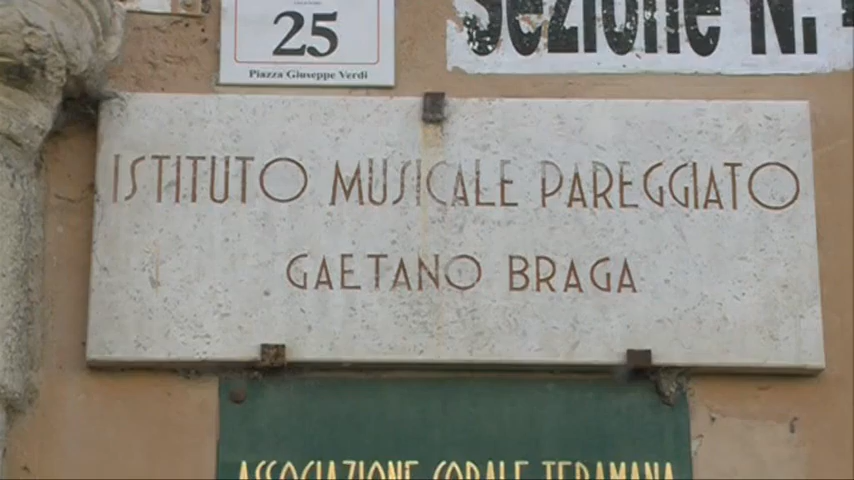 25
Piazza Giuseppe Verdi
Sezione N.
ISTITUTO MUSICALE PAREGGIATO
GAETANO BRAGA
ASSOCIAZIONE CORALE TERAMANA